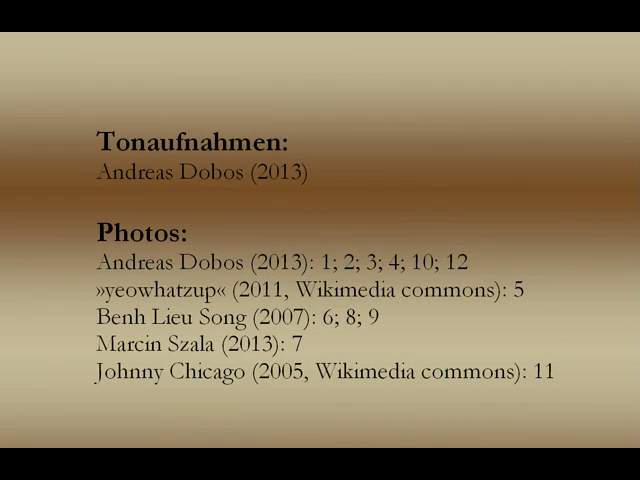 Tonaufnahmen:
Andreas Dobos (2013)
Photos:
Andreas Dobos (2013): 1; 2; 3; 4; 10; 12
»yeowhatzup« (2011, Wikimedia commons): 5
Benh Lieu Song (2007): 6; 8; 9
Marcin Szala (2013): 7
Johnny Chicago (2005, Wikimedia commons): 11